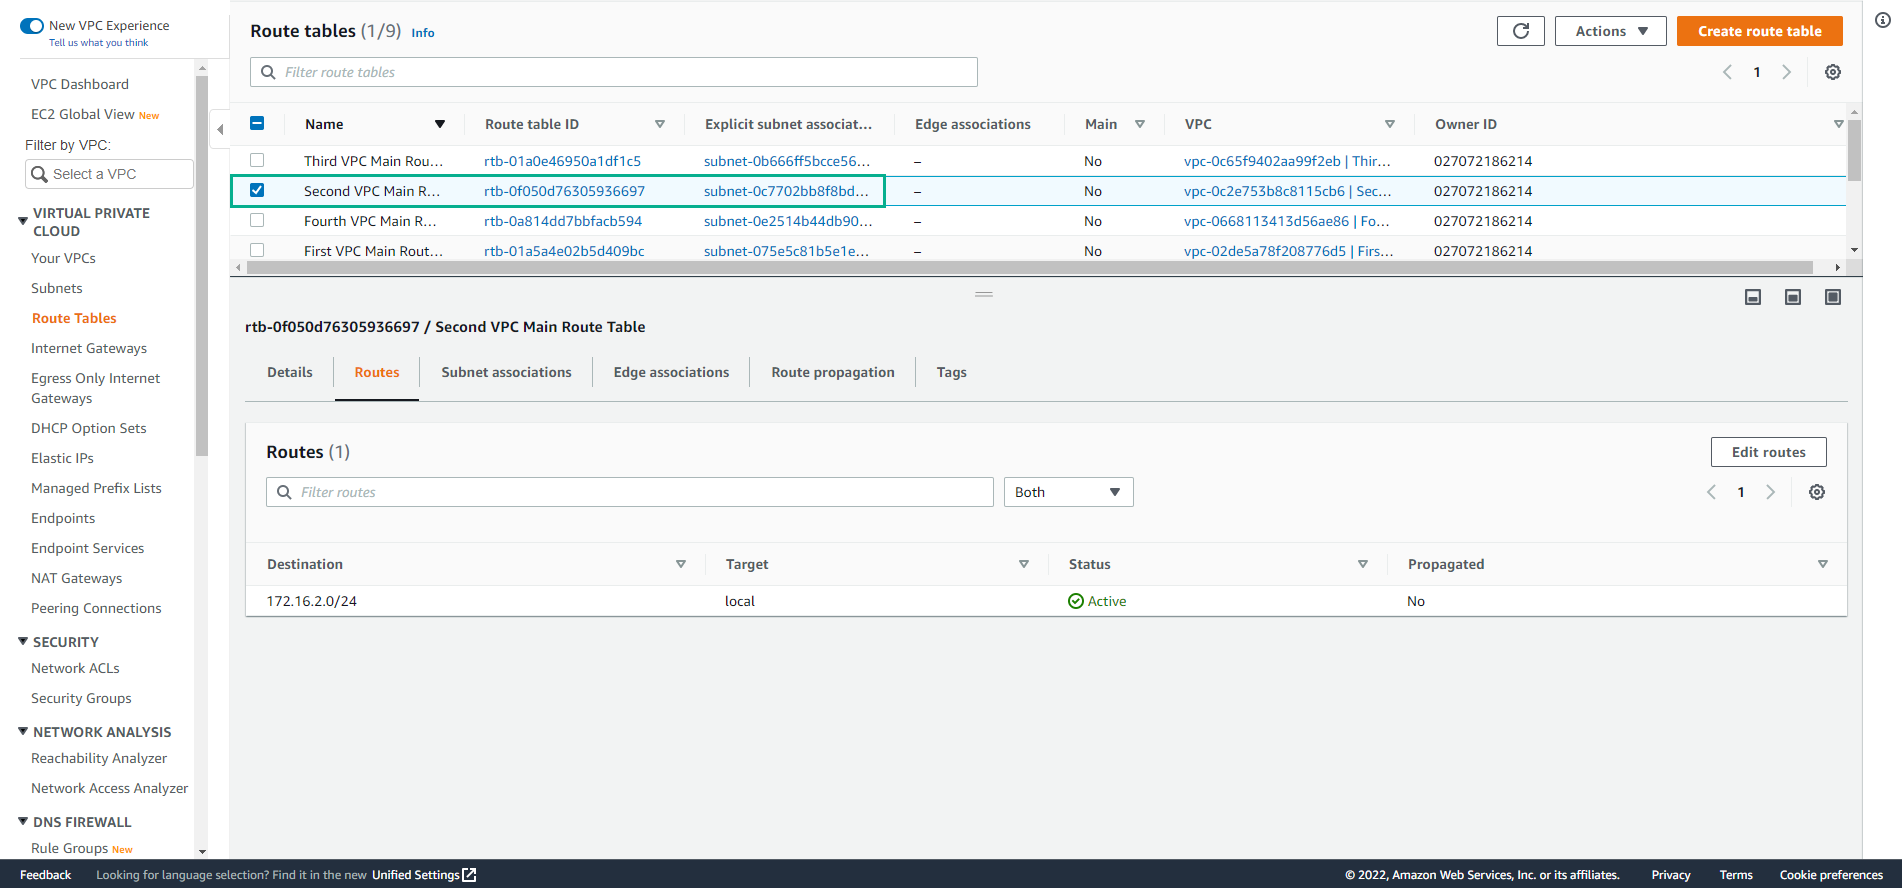 New VPC Experience
Tell us what you think
VPC Dashboard
EC2 Global View New
Filter by VPC:
Select a VPC
VIRTUAL PRIVATE
CLOUD
Your VPCs
Subnets
Route Tables
Internet Gateways
Egress Only Internet
Gateways
DHCP Option Sets
Elastic IPs
Managed Prefix Lists
Endpoints
Endpoint Services
NAT Gateways
Peering Connections
SECURITY
Network ACLs
Security Groups
NETWORK ANALYSIS
Reachability Analyzer
Network Access Analyzer
DNS FIREWALL
Rule Groups New
Route tables (1/9) Info
Actions
Create route table
Filter route tables
1
Name Route table ID Explicit subnet associat... Edge associations Main VPC Owner ID
Third VPC Main Rou... rtb-01a0e46950a1df1c5 subnet-0b666ff5bcce56... – No vpc-0c65f9402aa99f2eb | Thir... 027072186214
Second VPC Main R... rtb-0f050d76305936697 subnet-0c7702bb8f8bd... – No vpc-0c2e753b8c8115cb6 | Sec... 027072186214
Fourth VPC Main R... rtb-0a814dd7bbfacb594 subnet-0e2514b44db90... – No vpc-0668113413d56ae86 | Fo... 027072186214
First VPC Main Rout... rtb-01a5a4e02b5d409bc subnet-075e5c81b5e1e... – No vpc-02de5a78f208776d5 | Firs... 027072186214
rtb-0f050d76305936697 / Second VPC Main Route Table
Details Routes Subnet associations Edge associations Route propagation Tags
Routes (1)
Edit routes
Filter routes
Both
1
Destination Target Status Propagated
172.16.2.0/24 local Active No
Feedback Looking for language selection? Find it in the new Unified Settings © 2022, Amazon Web Services, Inc. or its affiliates. Privacy Terms Cookie preferences